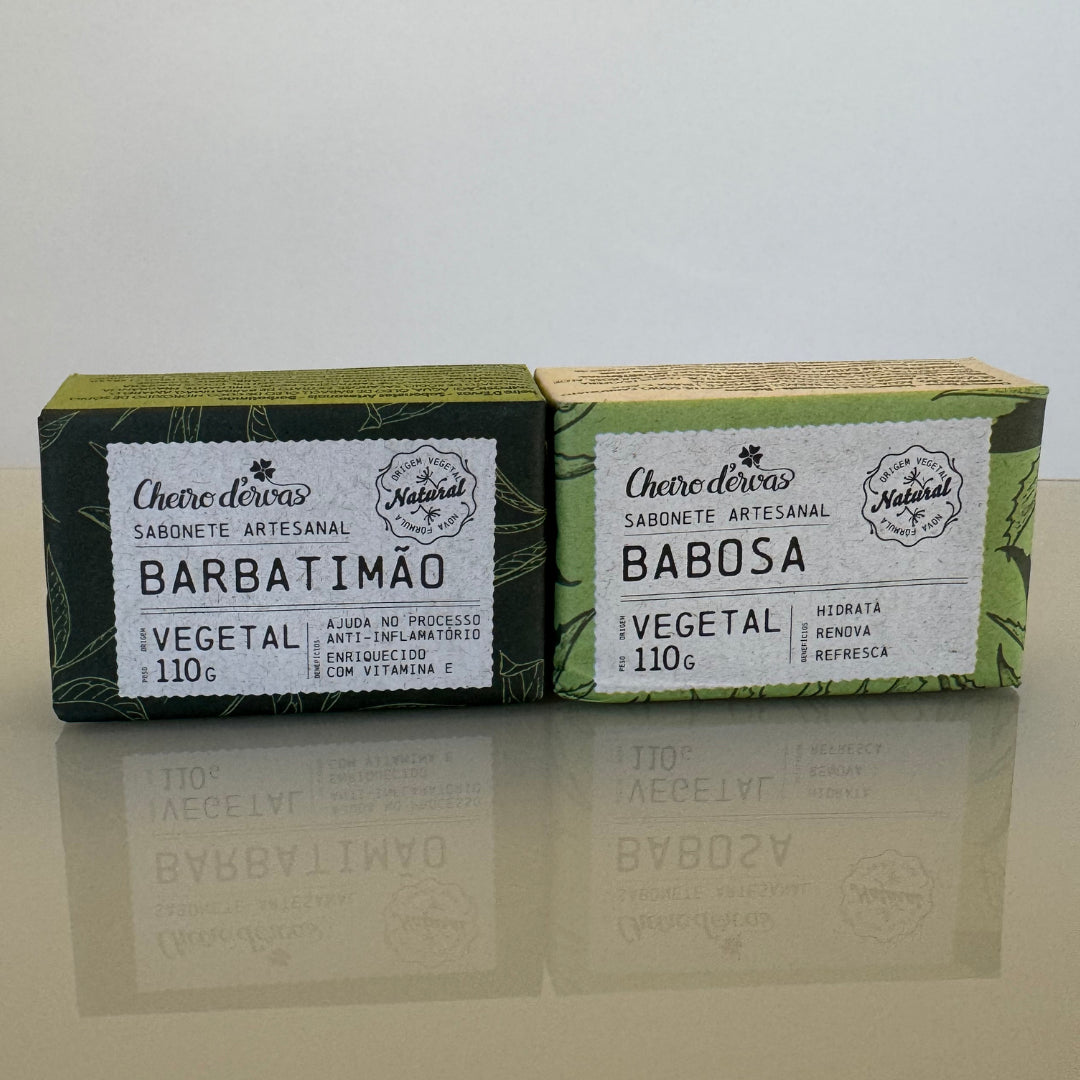 Cheiro d'ervas
SABONETE ARTESANAL
BARBATIMÃO
ORIGEM VEGETAL
Natural
NOVA FÓRMULA
ORIGEM
VEGETAL
PESO
110G
BENEFÍCIOS
AJUDA NO PROCESSO
ANTI-INFLAMATÓRIO
ENRIQUECIDO
COM VITAMINA E
Cheiro d'ervas
SABONETE ARTESANAL
BABOSA
ORIGEM VEGETAL
Natural
NOVA FÓRMULA
ORIGEM
VEGETAL
PESO
110G
BENEFÍCIOS
HIDRATA
RENOVA
REFRESCA